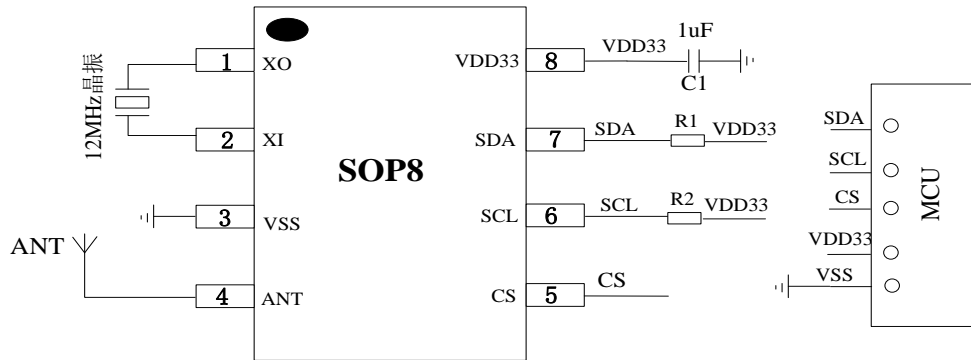 12MHz晶振
1
XO
2
XI
3
VSS
ANT
4
ANT
SOP8
VDD33
8
VDD33
1uF
C1
SDA
7
SDA
R1
VDD33
SCL
6
SCL
R2
VDD33
CS
5
CS
SDA
SCL
CS
VDD33
VSS
MCU